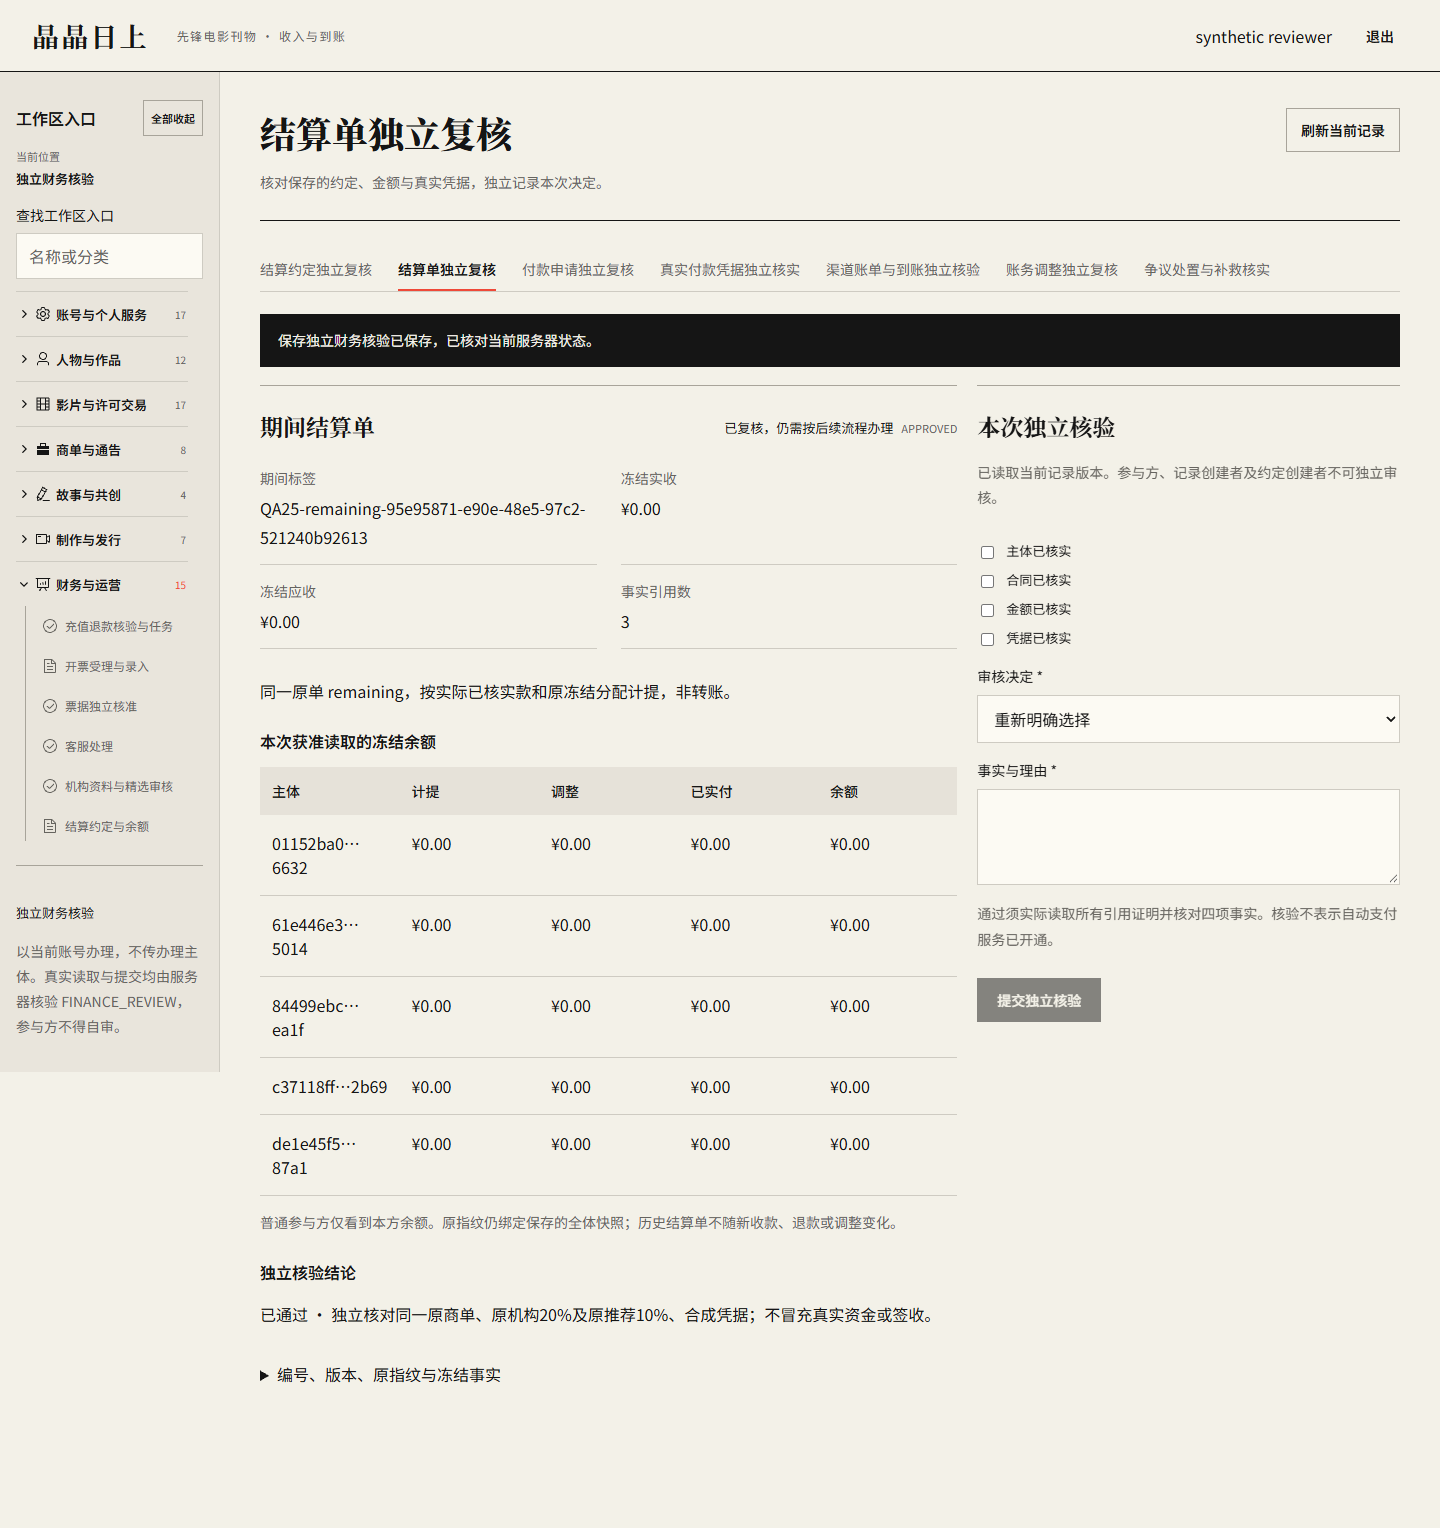 晶晶日上
先锋电影刊物 · 收入与到账
synthetic reviewer
退出
工作区入口
全部收起
当前位置
独立财务核验
查找工作区入口
名称或分类
账号与个人服务 17
人物与作品 12
影片与许可交易 17
商单与通告 8
故事与共创 4
制作与发行 7
财务与运营 15
充值退款核验与任务
开票受理与录入
票据独立核准
客服处理
机构资料与精选审核
结算约定与余额
独立财务核验
以当前账号办理，不传办理主
体。真实读取与提交均由服务
器核验 FINANCE_REVIEW，
参与方不得自审。
结算单独立复核
刷新当前记录
核对保存的约定、金额与真实凭据，独立记录本次决定。
结算约定独立复核 结算单独立复核 付款申请独立复核 真实付款凭据独立核实 渠道账单与到账独立核验 账务调整独立复核 争议处置与补救核实
保存独立财务核验已保存，已核对当前服务器状态。
期间结算单
已复核，仍需按后续流程办理 APPROVED
期间标签
QA25-remaining-95e95871-e90e-48e5-97c2-
521240b92613
冻结实收
¥0.00
冻结应收
¥0.00
事实引用数
3
同一原单 remaining，按实际已核实款和原冻结分配计提，非转账。
本次获准读取的冻结余额
主体 计提 调整 已实付 余额
01152ba0…
6632 ¥0.00 ¥0.00 ¥0.00 ¥0.00
61e446e3…
5014 ¥0.00 ¥0.00 ¥0.00 ¥0.00
84499ebc…
ea1f ¥0.00 ¥0.00 ¥0.00 ¥0.00
c37118ff…2b69 ¥0.00 ¥0.00 ¥0.00 ¥0.00
de1e45f5…
87a1 ¥0.00 ¥0.00 ¥0.00 ¥0.00
普通参与方仅看到本方余额。原指纹仍绑定保存的全体快照；历史结算单不随新收款、退款或调整变化。
独立核验结论
已通过 · 独立核对同一原商单、原机构20%及原推荐10%、合成凭据；不冒充真实资金或签收。
编号、版本、原指纹与冻结事实
本次独立核验
已读取当前记录版本。参与方、记录创建者及约定创建者不可独立审
核。
主体已核实
合同已核实
金额已核实
凭据已核实
审核决定 *
重新明确选择
事实与理由 *
通过须实际读取所有引用证明并核对四项事实。核验不表示自动支付
服务已开通。
提交独立核验